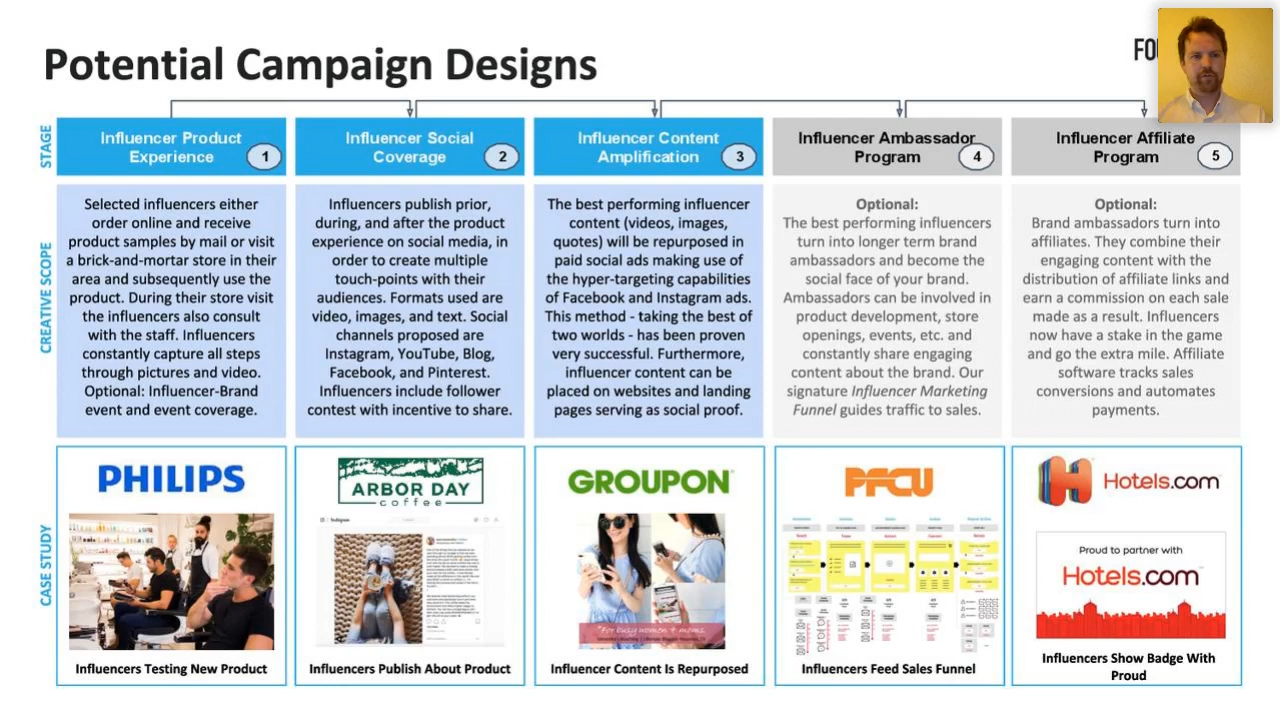 Potential Campaign Designs
FO
STAGE
Influencer Product
Experience
1
Influencer Social
Coverage
2
Influencer Content
Amplification
3
Influencer Ambassador
Program
4
Influencer Affiliate
Program
5
CREATIVE SCOPE
Selected influencers either
order online and receive
product samples by mail or visit
a brick-and-mortar store in their
area and subsequently use the
product. During their store visit
the influencers also consult
with the staff. Influencers
constantly capture all steps
through pictures and video.
Optional: Influencer-Brand
event and event coverage.
Influencers publish prior,
during, and after the product
experience on social media, in
order to create multiple
touch-points with their
audiences. Formats used are
video, images, and text. Social
channels proposed are
Instagram, YouTube, Blog,
Facebook, and Pinterest.
Influencers include follower
contest with incentive to share.
The best performing influencer
content (videos, images,
quotes) will be repurposed in
paid social ads making use of
the hyper-targeting capabilities
of Facebook and Instagram ads.
This method - taking the best of
two worlds - has been proven
very successful. Furthermore,
influencer content can be
placed on websites and landing
pages serving as social proof.
Optional:
The best performing influencers
turn into longer term brand
ambassadors and become the
social face of your brand.
Ambassadors can be involved in
product development, store
openings, events, etc. and
constantly share engaging
content about the brand. Our
signature Influencer Marketing
Funnel guides traffic to sales.
Optional:
Brand ambassadors turn into
affiliates. They combine their
engaging content with the
distribution of affiliate links and
earn a commission on each sale
made as a result. Influencers
now have a stake in the game
and go the extra mile. Affiliate
software tracks sales
conversions and automates
payments.
CASE STUDY
PHILIPS
Influencers Testing New Product
ARBOR DAY
coffee
Instagram
Influencers Publish About Product
GROUPON
"For busy women + moms.
Influencer Content Is Repurposed
PFCU
Influencers Feed Sales Funnel
Hotels.com
Proud to partner with
Hotels.com
Influencers Show Badge With
Proud